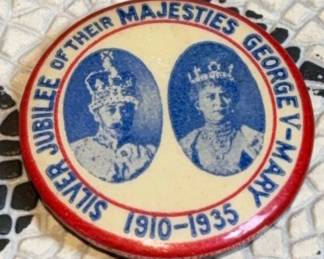 SILVER JUBILEE OF THEIR MAJESTIES GEORGE V-MARY
1910-1935